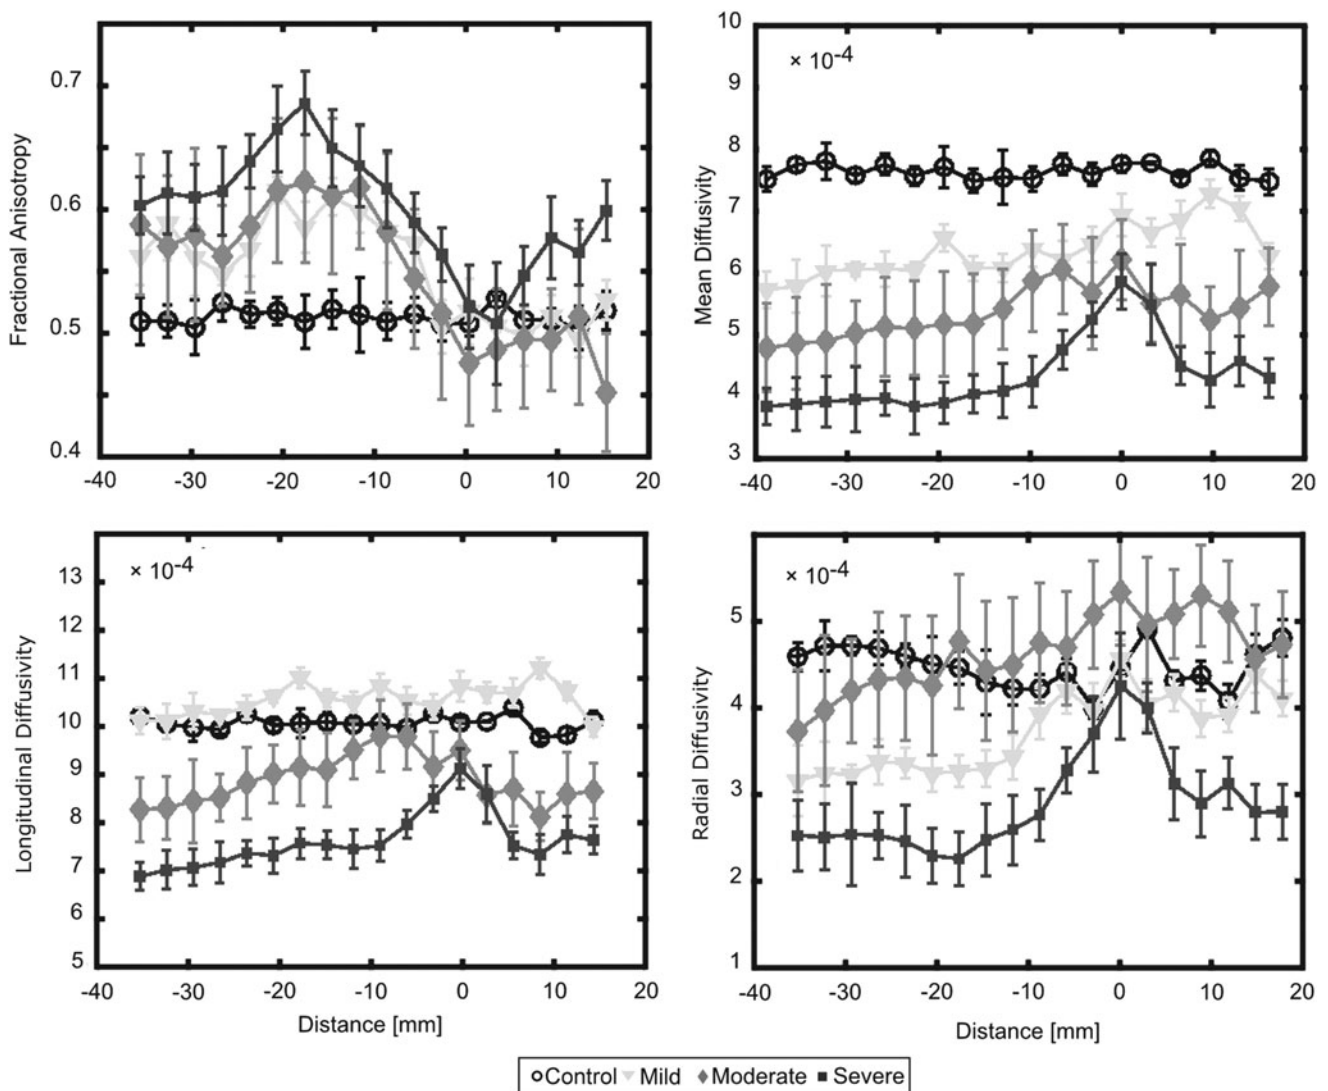 Fractional Anisotropy
0.7
0.6
0.5
0.4
-40 -30 -20 -10 0 10 20
Mean Diffusivity
× 10-4
10
9
8
7
6
5
4
3
-40 -30 -20 -10 0 10 20
Longitudinal Diffusivity
× 10-4
13
12
11
10
9
8
7
6
5
-40 -30 -20 -10 0 10 20
Distance [mm]
Radial Diffusivity
× 10-4
5
4
3
2
1
-40 -30 -20 -10 0 10 20
Distance [mm]
Control Mild Moderate Severe